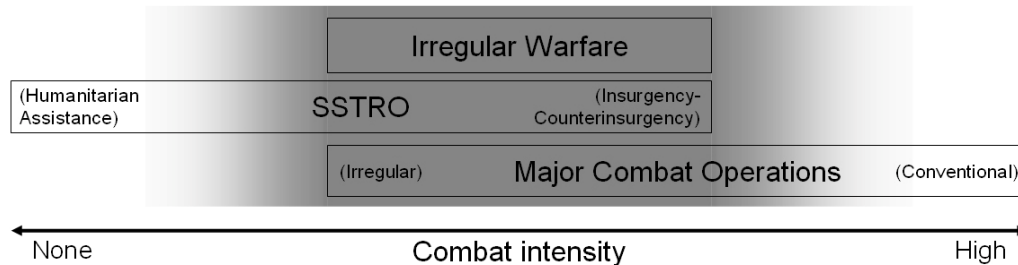 Irregular Warfare
(Humanitarian
Assistance)
SSTRO
(Insurgency-
Counterinsurgency)
(Irregular)
Major Combat Operations
(Conventional)
None
Combat intensity
High